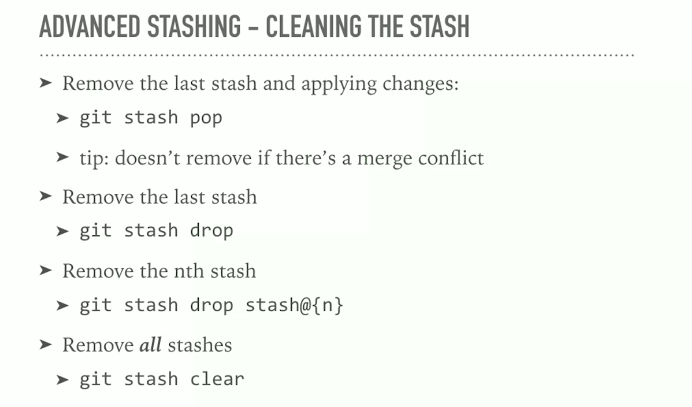 ADVANCED STASHING – CLEANING THE STASH
➤ Remove the last stash and applying changes:
➤ git stash pop
➤ tip: doesn’t remove if there’s a merge conflict
➤ Remove the last stash
➤ git stash drop
➤ Remove the nth stash
➤ git stash drop stash@{n}
➤ Remove all stashes
➤ git stash clear